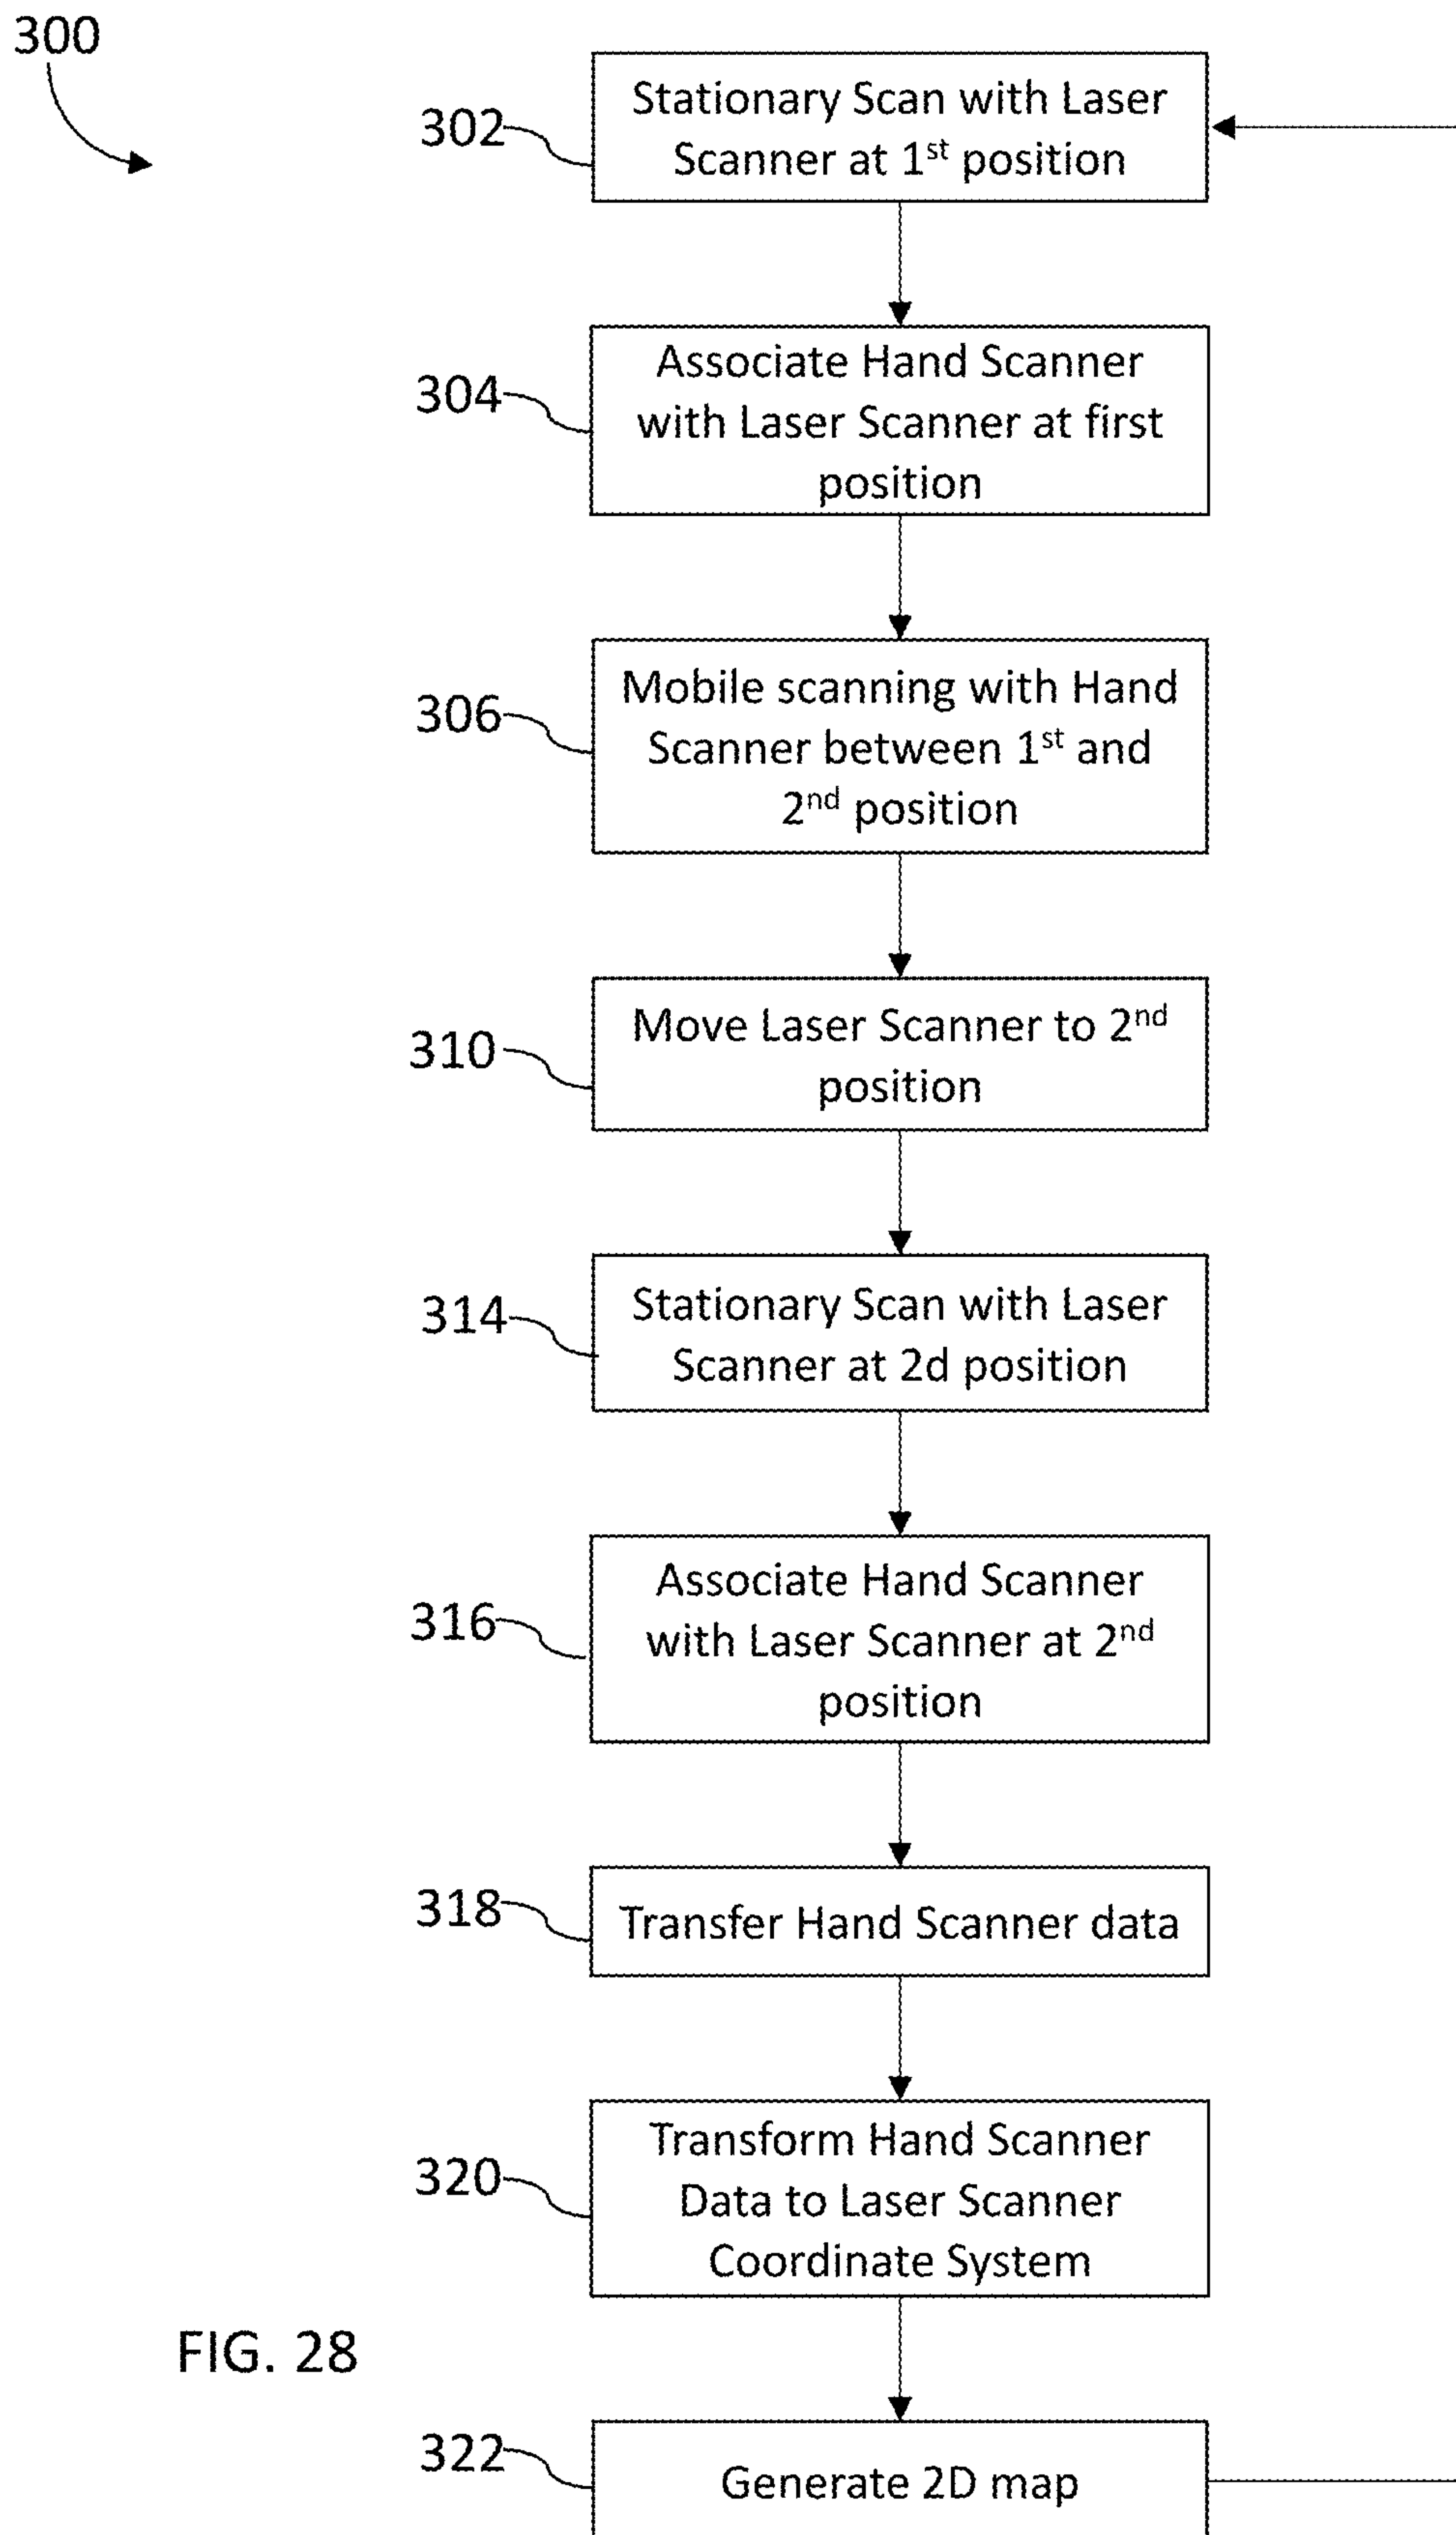 300
302
Stationary Scan with Laser
Scanner at 1st position
304
Associate Hand Scanner
with Laser Scanner at first
position
306
Mobile scanning with Hand
Scanner between 1st and
2nd position
310
Move Laser Scanner to 2nd
position
314
Stationary Scan with Laser
Scanner at 2d position
316
Associate Hand Scanner
with Laser Scanner at 2nd
position
318
Transfer Hand Scanner data
320
Transform Hand Scanner
Data to Laser Scanner
Coordinate System
FIG. 28
322
Generate 2D map